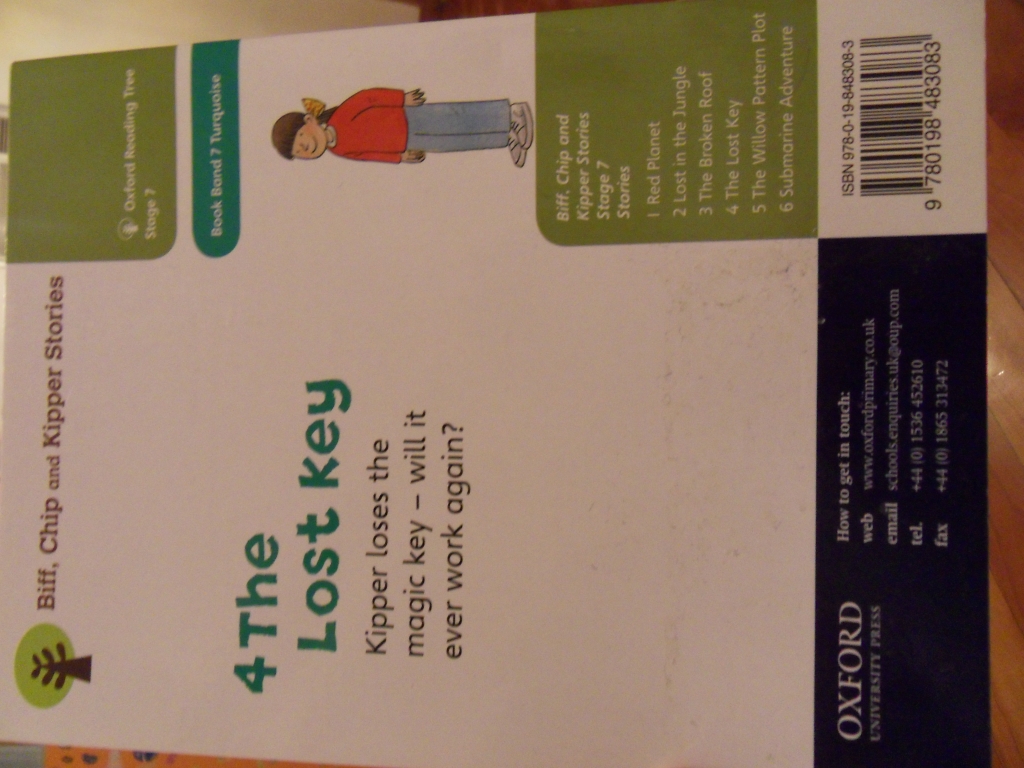 Biff, Chip and Kipper Stories
Oxford Reading Tree
Stage 7
Book Band 7 Turquoise
4 The
Lost Key
Kipper loses the
magic key – will it
ever work again?
Biff, Chip and
Kipper Stories
Stage 7
Stories
1 Red Planet
2 Lost in the Jungle
3 The Broken Roof
4 The Lost Key
5 The Willow Pattern Plot
6 Submarine Adventure
OXFORD
UNIVERSITY PRESS
How to get in touch:
web www.oxfordprimary.co.uk
email schools.enquiries.uk@oup.com
tel. +44 (0) 1536 452610
fax +44 (0) 1865 313472
ISBN 978-0-19-848308-3
9 780198 483083